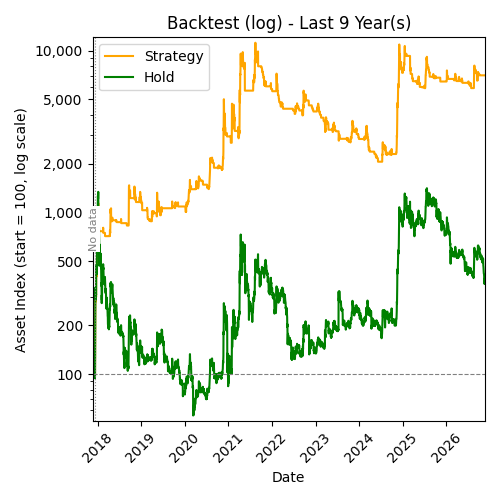 Backtest (log) - Last 9 Year(s)
Strategy
Hold
Asset Index (start = 100, log scale)
10,000
5,000
2,000
1,000
500
200
100
No data
2018
2019
2020
2021
2022
2023
2024
2025
2026
Date